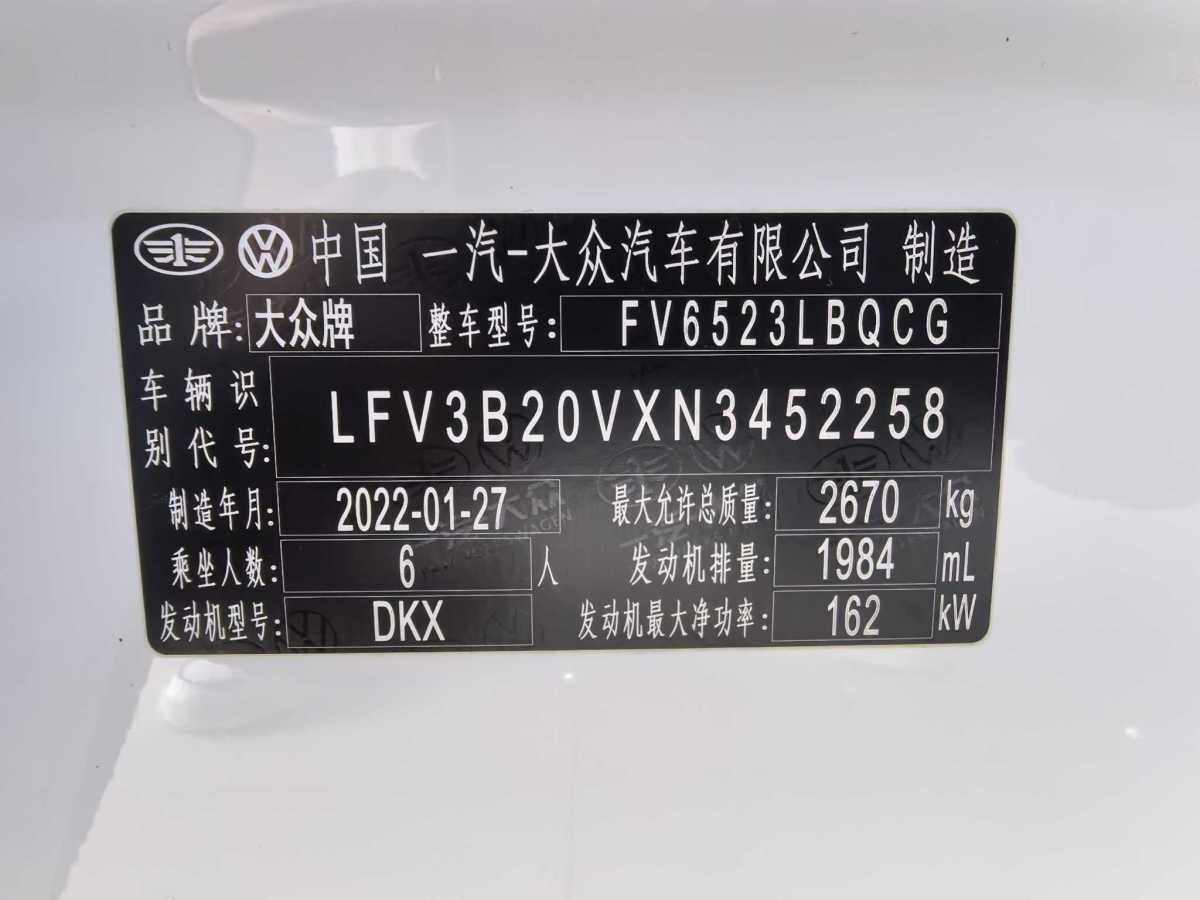 中国 一汽-大众汽车有限公司 制造
品牌: 大众牌 整车型号: FV6523LBQCG
车辆识别代号: LFV3B20VXN3452258
制造年月: 2022-01-27 最大允许总质量: 2670 kg
乘坐人数: 6 人 发动机排量: 1984 mL
发动机型号: DKX 发动机最大净功率: 162 kW